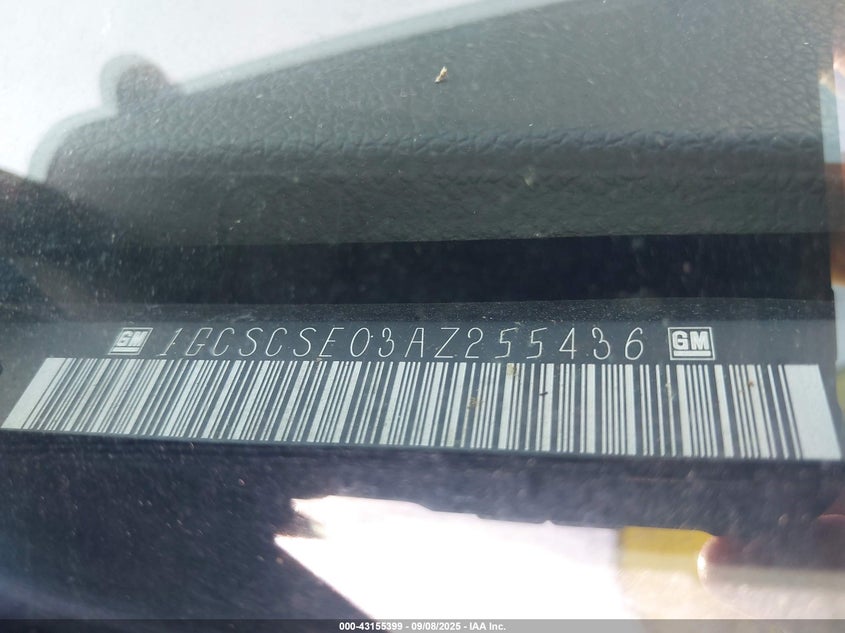 GM 1GCSCSE03AZ255436 GM
000-43155399 - 09/08/2025 - IAA Inc.